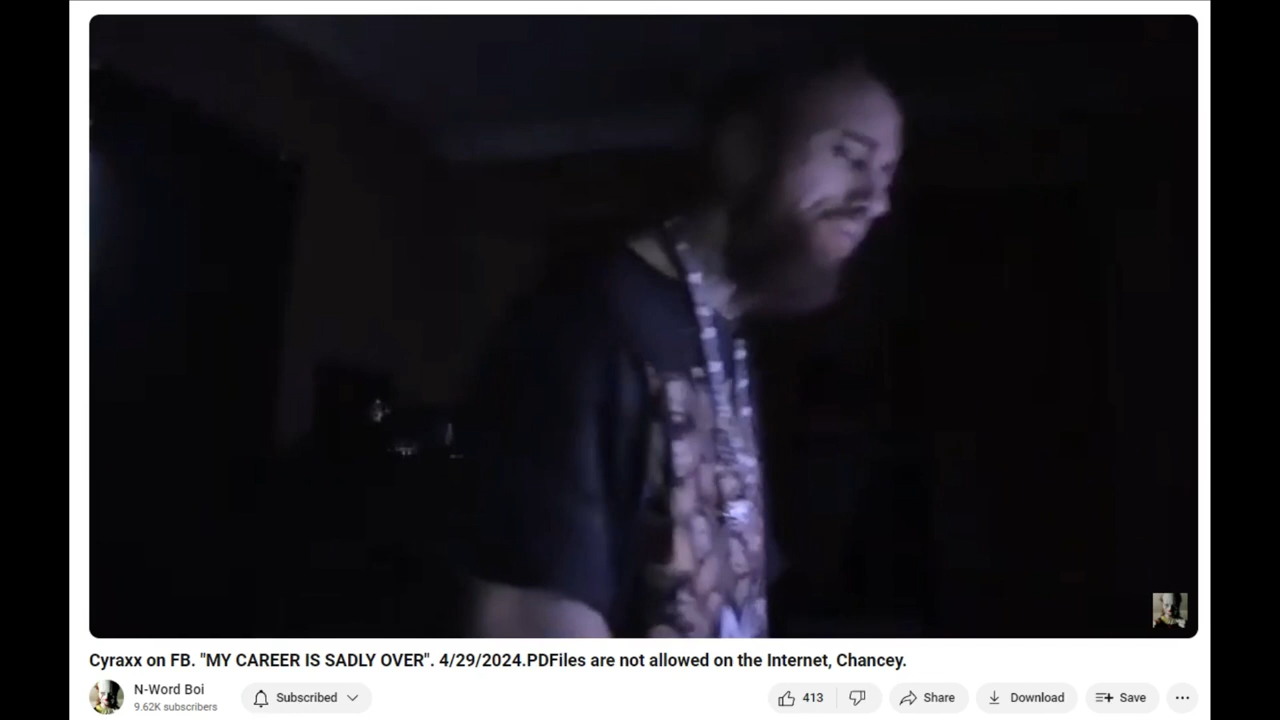 Cyraxx on FB. "MY CAREER IS SADLY OVER". 4/29/2024.PDFiles are not allowed on the Internet, Chancey.
N-Word Boi
9.62K subscribers
Subscribed
413
Share
Download
Save